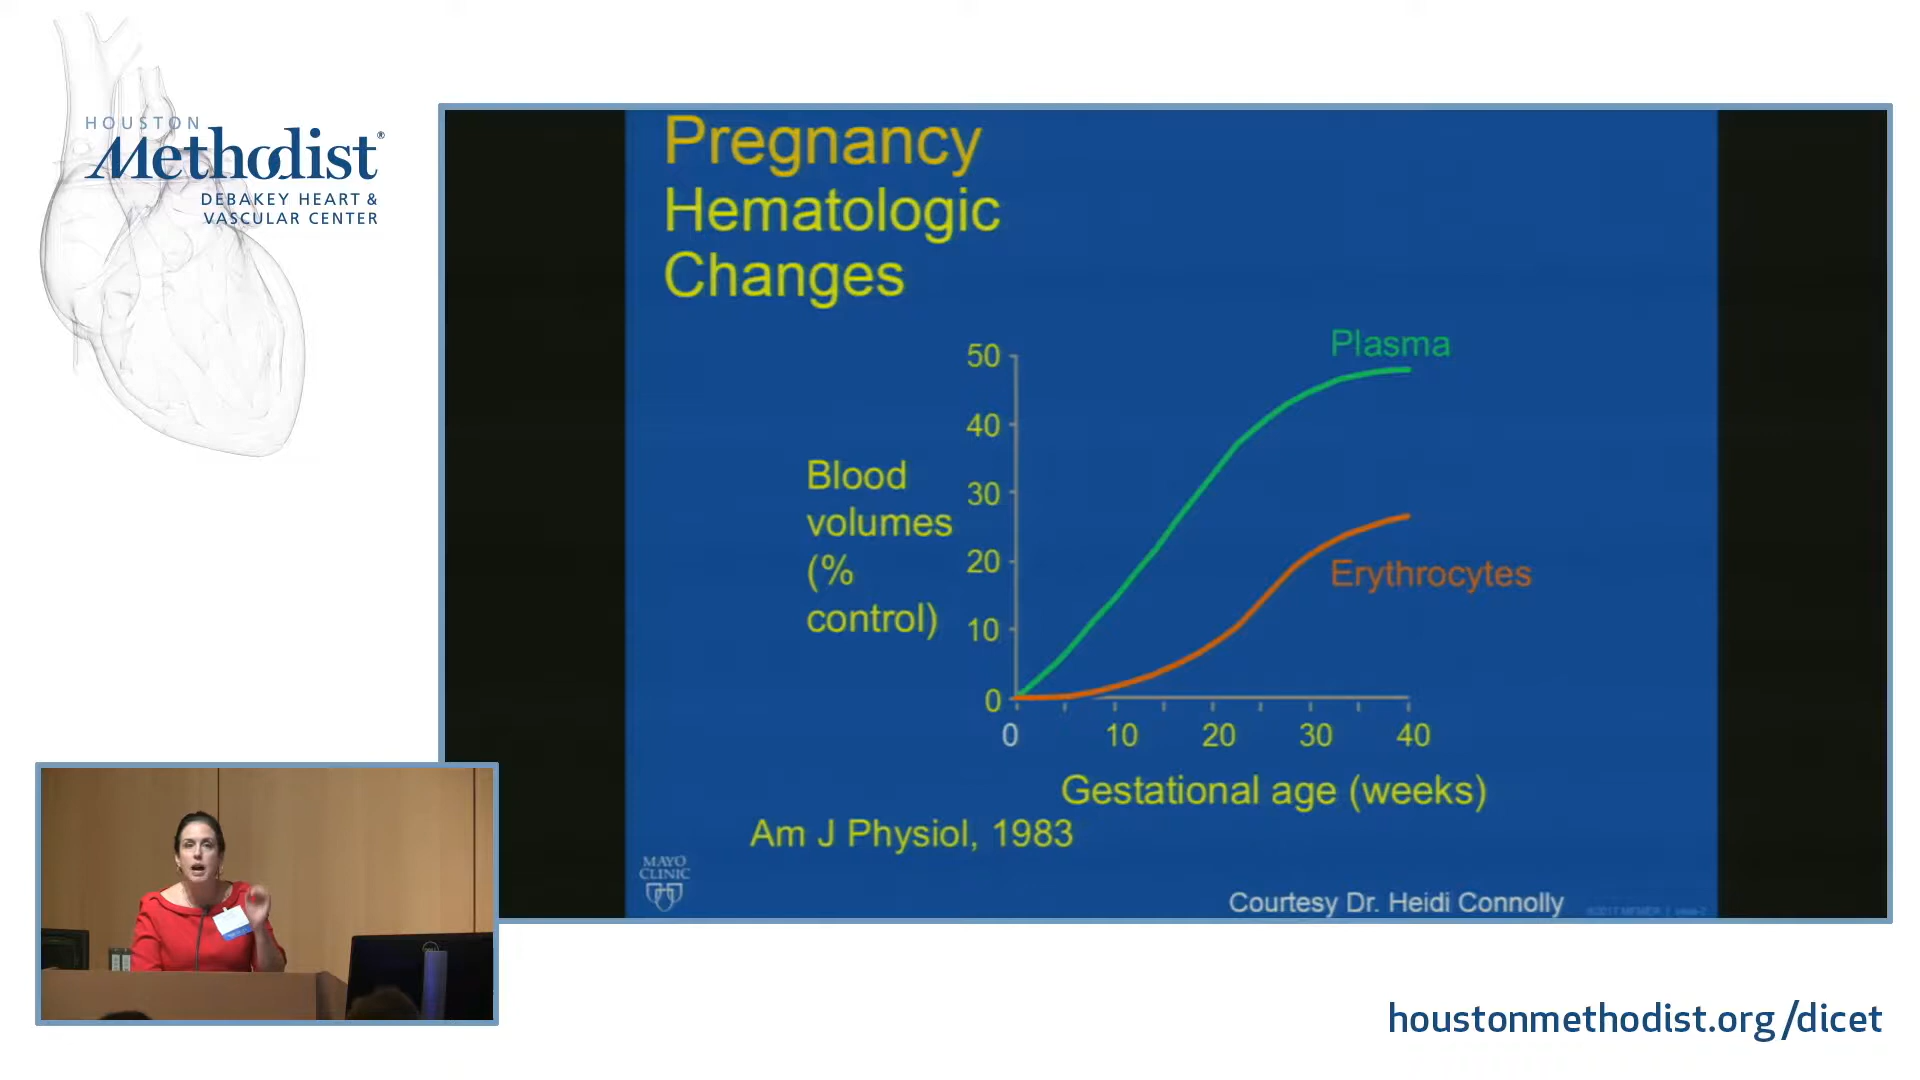 HOUSTON
Methodist®
DEBAKEY HEART &
VASCULAR CENTER
Pregnancy
Hematologic
Changes
Plasma
Erythrocytes
Blood
volumes
(%
control)
50
40
30
20
10
0
0 10 20 30 40
Gestational age (weeks)
Am J Physiol, 1983
MAYO
CLINIC
Courtesy Dr. Heidi Connolly
houstonmethodist.org/dicet